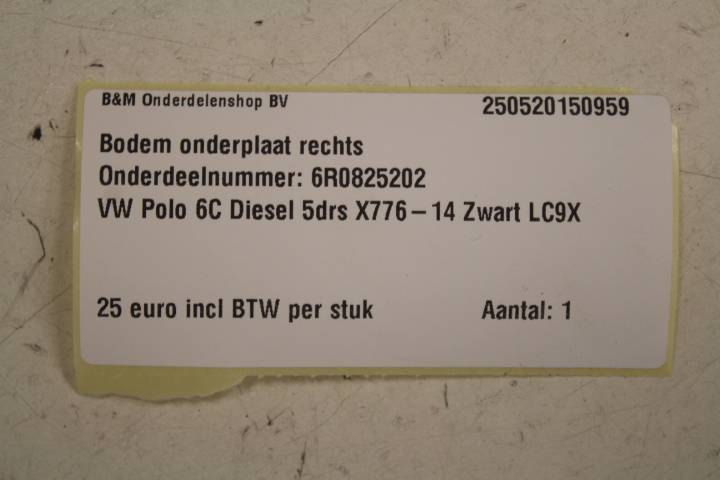 B&M Onderdelenshop BV 250520150959
Bodem onderplaat rechts
Onderdeelnummer: 6R0825202
VW Polo 6C Diesel 5drs X776-14 Zwart LC9X
25 euro incl BTW per stuk Aantal: 1